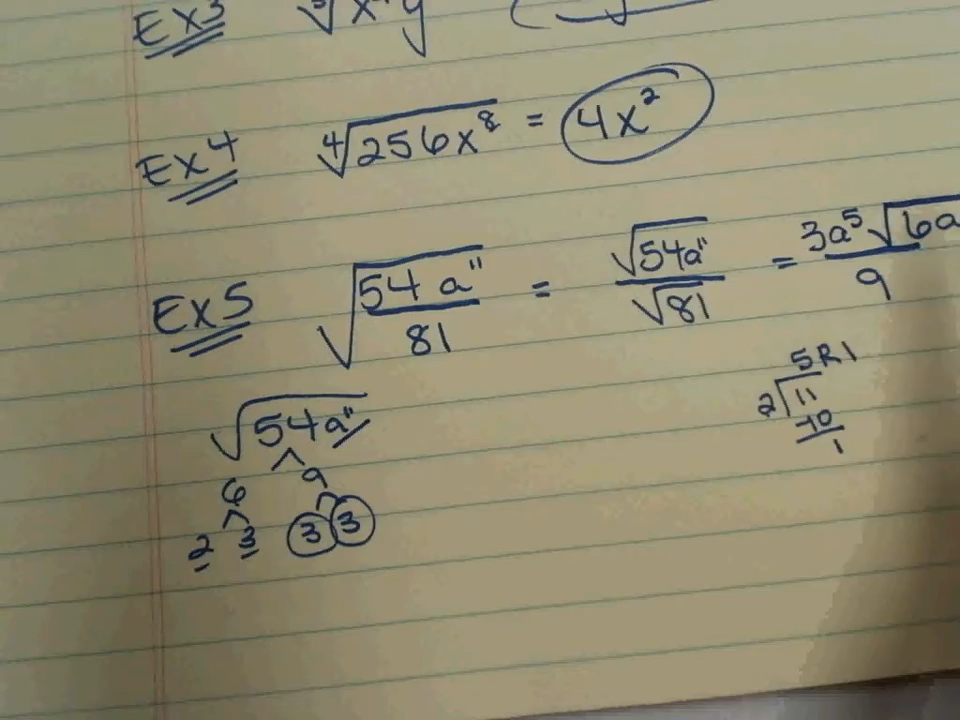 Ex3 ∛x y
Ex4 ∜256x⁸ = 4x²
Ex5 √(54a¹¹/81) = √54a¹¹/√81 = 3a⁵√6a/9
5R1
2)11
-10
1
√54a¹¹
6 9
2 3 3 3